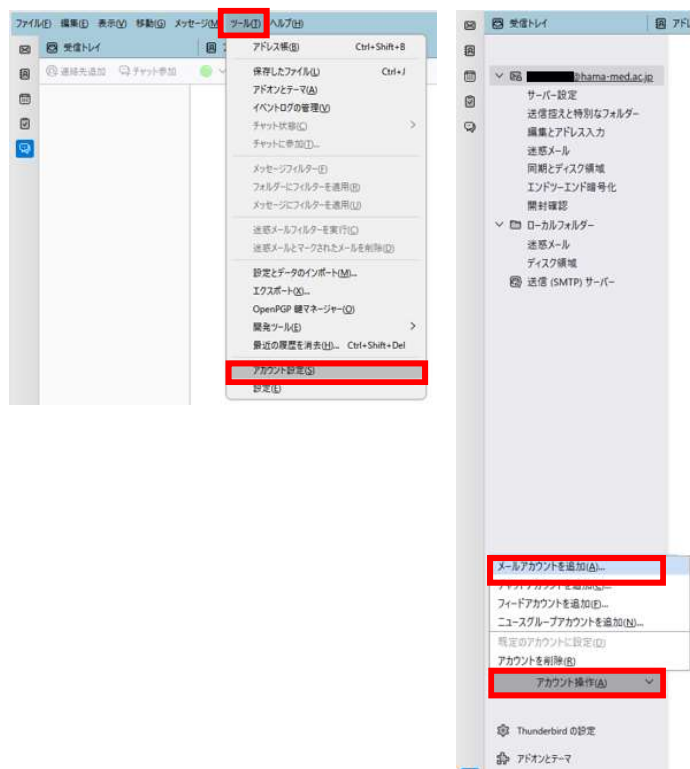 ファイル(F) 編集(E) 表示(V) 移動(G) メッセージ(M) ツール(T) ヘルプ(H)
受信トレイ
連絡先追加 チャット参加
アドレス帳(B) Ctrl+Shift+B
保存したファイル(L) Ctrl+J
アドオンとテーマ(A)
イベントログの管理(V)
チャット状態(C)
チャットに参加(I)...
メッセージフィルター(F)
フォルダーにフィルターを適用(R)
メッセージにフィルターを適用(U)
迷惑メールフィルターを実行(C)
迷惑メールとマークされたメールを削除(D)
設定とデータのインポート(M)...
エクスポート(X)...
OpenPGP 鍵マネージャー(O)
開発ツール(E)
最近の履歴を消去(H)... Ctrl+Shift+Del
アカウント設定(S)
設定(E)
受信トレイ アドレ
@hama-med.ac.jp
サーバー設定
送信控えと特別なフォルダー
編集とアドレス入力
迷惑メール
同期とディスク領域
エンドツーエンド暗号化
開封確認
ローカルフォルダー
迷惑メール
ディスク領域
送信 (SMTP) サーバー
メールアカウントを追加(A)...
チャットアカウントを追加(C)...
フィードアカウントを追加(F)...
ニュースグループアカウントを追加(N)...
既定のアカウントに設定(D)
アカウントを削除(R)
アカウント操作(A)
Thunderbird の設定
アドオンとテーマ